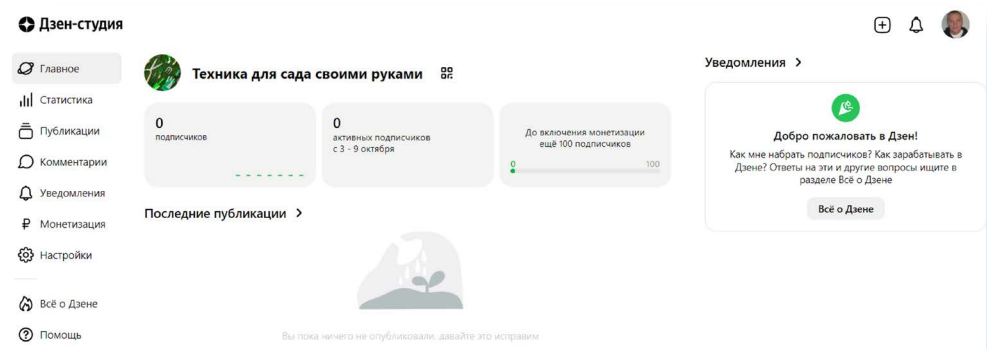 Дзен-студия
Главное
Статистика
Публикации
Комментарии
Уведомления
Монетизация
Настройки
Всё о Дзене
Помощь
Техника для сада своими руками
0
подписчиков
0
активных подписчиков
с 3 - 9 октября
До включения монетизации
ещё 100 подписчиков
0 100
Последние публикации >
Вы пока ничего не опубликовали, давайте это исправим
Уведомления >
Добро пожаловать в Дзен!
Как мне набрать подписчиков? Как зарабатывать в
Дзене? Ответы на эти и другие вопросы ищите в
разделе Всё о Дзене
Всё о Дзене